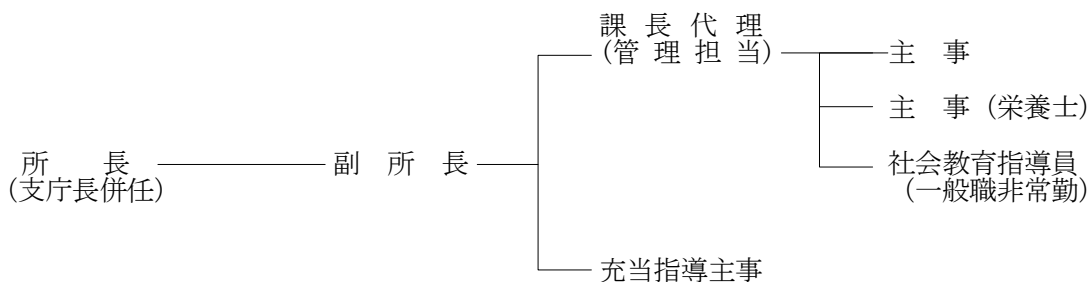 課長代理
(管理担当)
主　事
主　事（栄養士）
所　　長
(支庁長併任)
副　所　長
社会教育指導員
(一般職非常勤)
充当指導主事